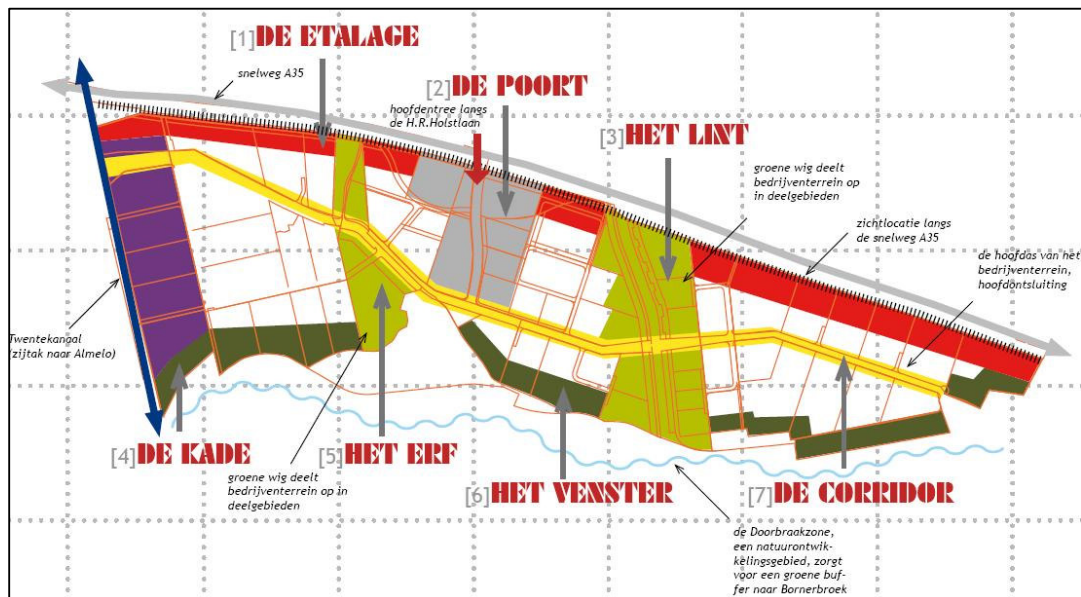 [1]DE ETALAGE
snelweg A35
[2]DE POORT
hoofdentree langs
de H.R.Holstlaan
[3]HET LINT
groene wig deelt
bedrijventerrein op
in deelgebieden
zichtlocatie langs
de snelweg A35
de hoofdas van het
bedrijventerrein,
hoofdontsluiting
Twentekanaal
(zijtak naar Almelo)
[4]DE KADE
[5]HET ERF
groene wig deelt
bedrijventerrein op in
deelgebieden
[6]HET VENSTER
[7]DE CORRIDOR
de Doorbraakzone,
een natuurontwik-
kelingsgebied, zorgt
voor een groene buf-
fer naar Bornerbroek